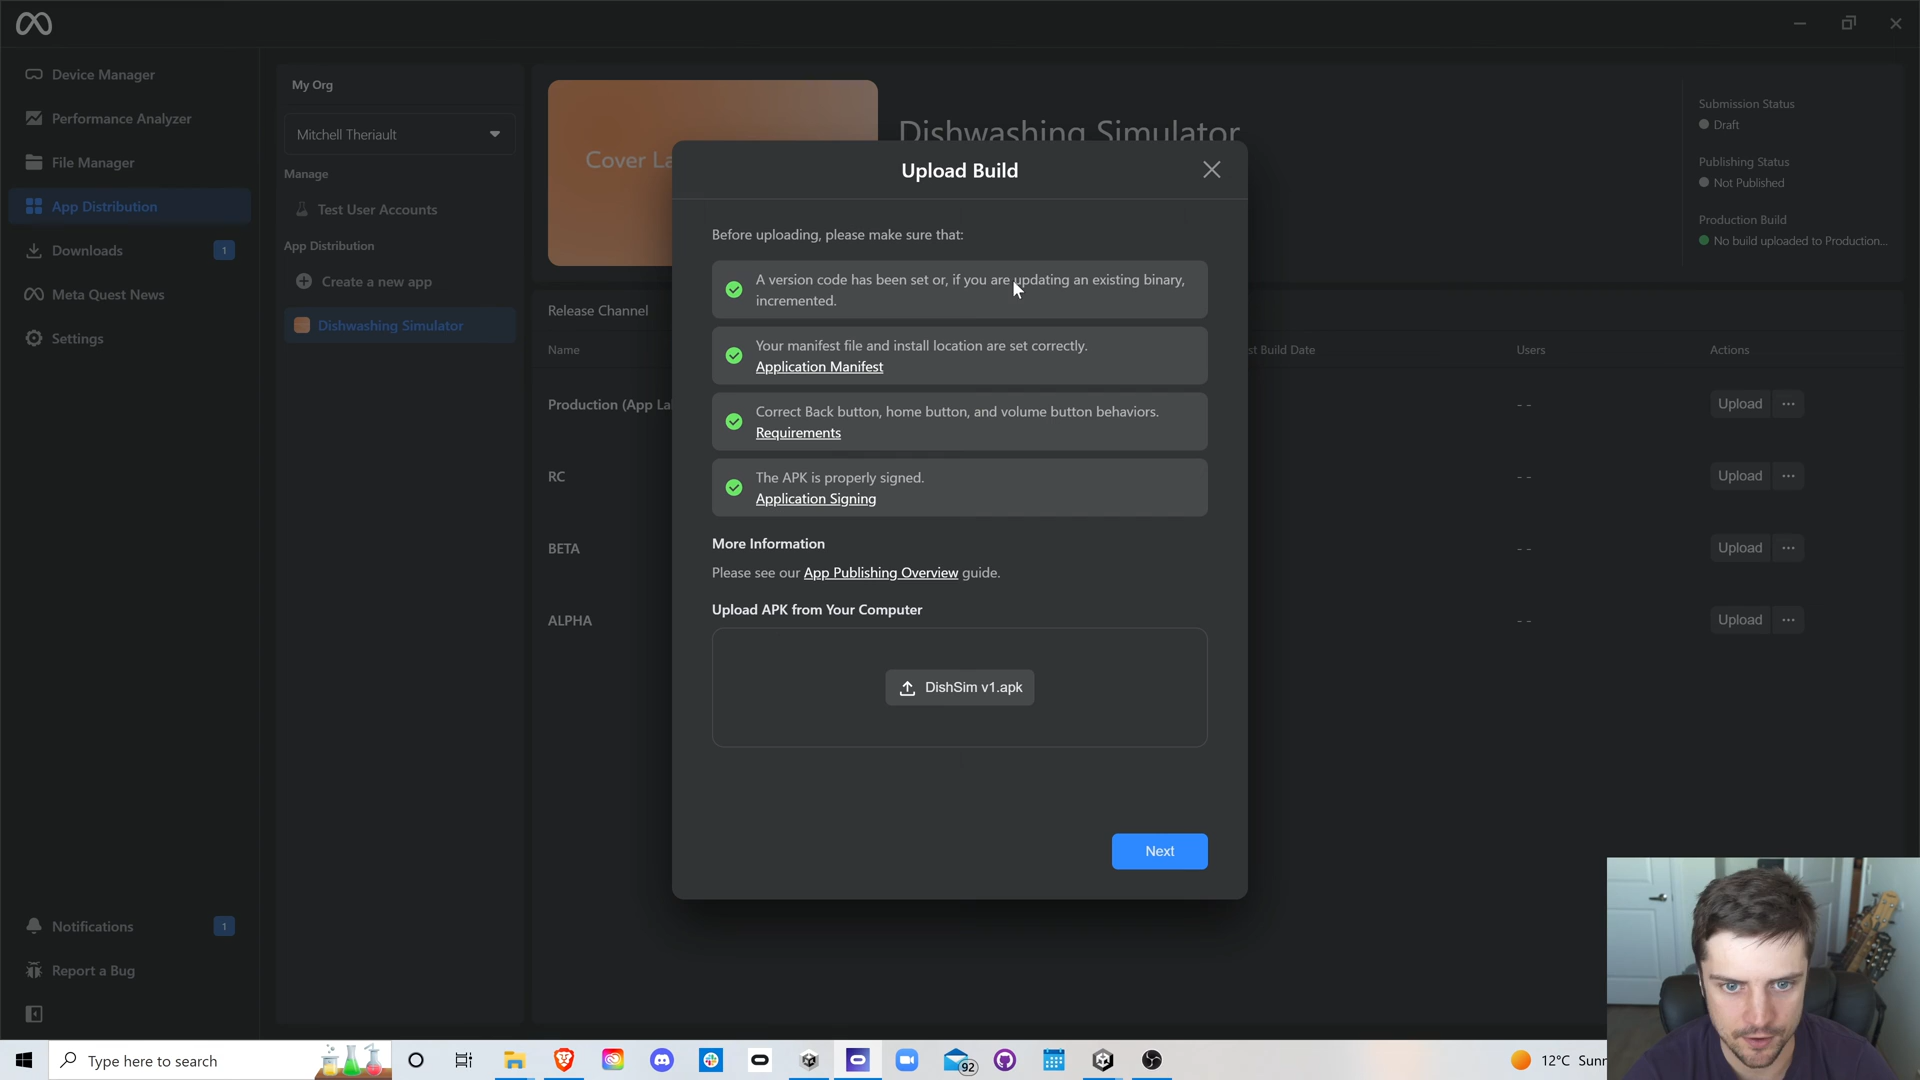 Device Manager
Performance Analyzer
File Manager
App Distribution
Downloads
1
Meta Quest News
Settings
Notifications
1
Report a Bug
My Org
Mitchell Theriault
Manage
Test User Accounts
App Distribution
Create a new app
Dishwashing Simulator
Cover La
Dishwashing Simulator
Submission Status
Draft
Publishing Status
Not Published
Production Build
No build uploaded to Production...
Release Channel
Name
st Build Date
Users
Actions
Production (App La
- -
- -
Upload
...
RC
- -
- -
Upload
...
BETA
- -
- -
Upload
...
ALPHA
- -
- -
Upload
...
Upload Build
Before uploading, please make sure that:
A version code has been set or, if you are updating an existing binary,
incremented.
Your manifest file and install location are set correctly.
Application Manifest
Correct Back button, home button, and volume button behaviors.
Requirements
The APK is properly signed.
Application Signing
More Information
Please see our App Publishing Overview guide.
Upload APK from Your Computer
DishSim v1.apk
Next
Type here to search
92
12°C Sunn